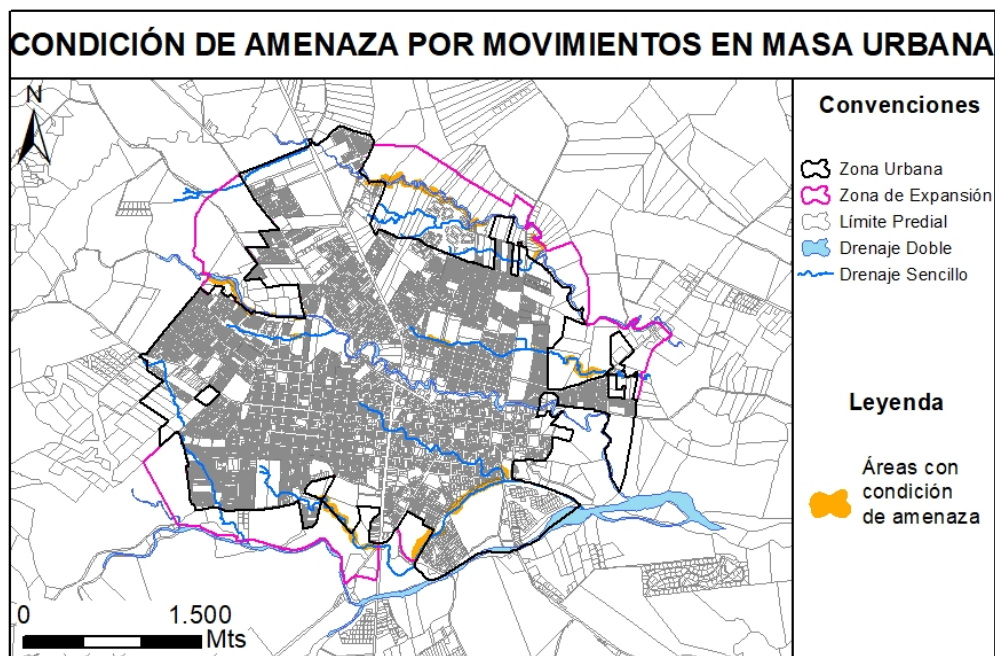 CONDICIÓN DE AMENAZA POR MOVIMIENTOS EN MASA URBANA
N
Convenciones
Zona Urbana
Zona de Expansión
Límite Predial
Drenaje Doble
Drenaje Sencillo
Leyenda
Áreas con
condición
de amenaza
0 1.500
Mts